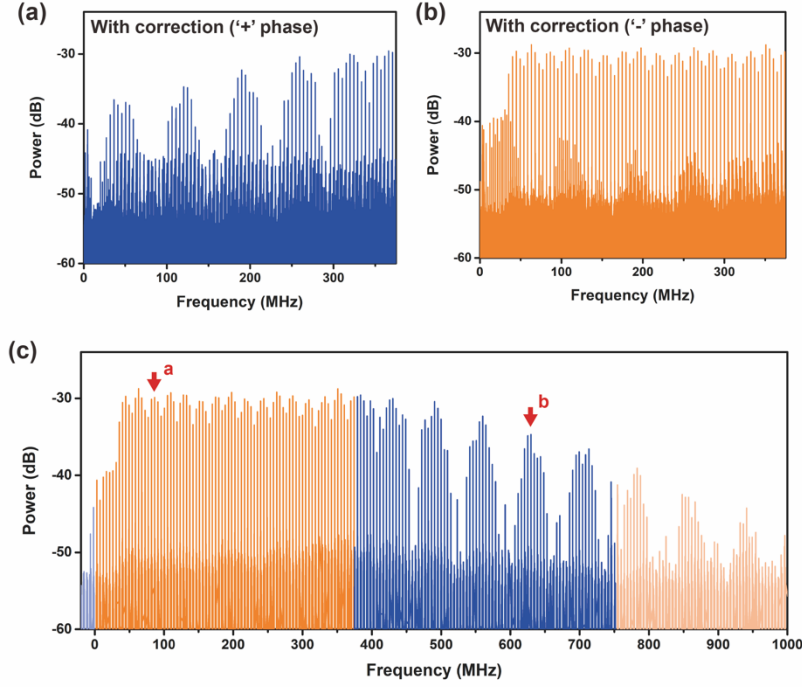 (a)
With correction ('+' phase)
-30
-40
-50
-60
Power (dB)
0
100
200
300
Frequency (MHz)
(b)
With correction ('-' phase)
-30
-40
-50
-60
Power (dB)
0
100
200
300
Frequency (MHz)
(c)
a
b
-30
-40
-50
-60
Power (dB)
0
100
200
300
400
500
600
700
800
900
1000
Frequency (MHz)